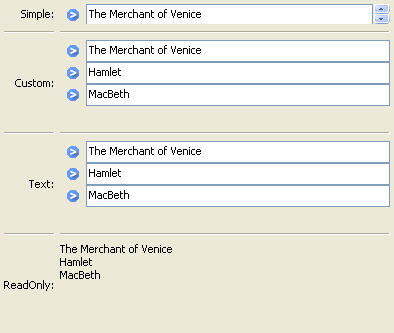 Simple: The Merchant of Venice
The Merchant of Venice
Custom: Hamlet
MacBeth
The Merchant of Venice
Text: Hamlet
MacBeth
The Merchant of Venice
Hamlet
ReadOnly: MacBeth